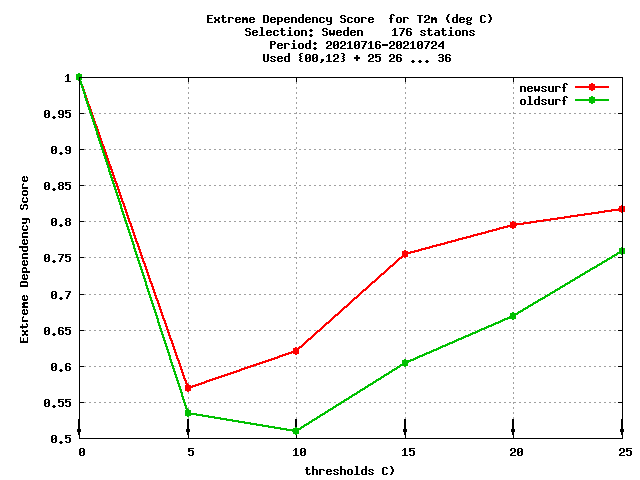 Extreme Dependency Score  for T2m (deg C)
Selection: Sweden    176 stations
Period: 20210716-20210724
Used {00,12} + 25 26 ... 36
newsurf
oldsurf
Extreme Dependency Score
1
0.95
0.9
0.85
0.8
0.75
0.7
0.65
0.6
0.55
0.5
0 5 10 15 20 25
thresholds C)